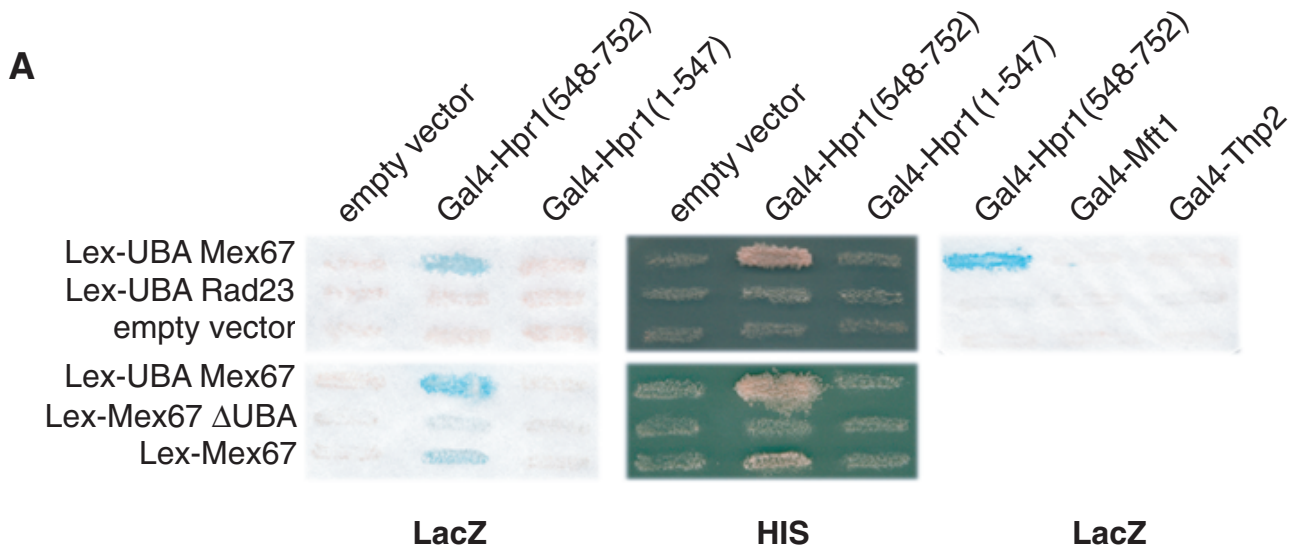 A
empty vector
Gal4-Hpr1(548-752)
Gal4-Hpr1(1-547)
empty vector
Gal4-Hpr1(548-752)
Gal4-Hpr1(1-547)
Gal4-Hpr1(548-752)
Gal4-Mft1
Gal4-Thp2
Lex-UBA Mex67
Lex-UBA Rad23
empty vector
Lex-UBA Mex67
Lex-Mex67 ΔUBA
Lex-Mex67
LacZ
HIS
LacZ